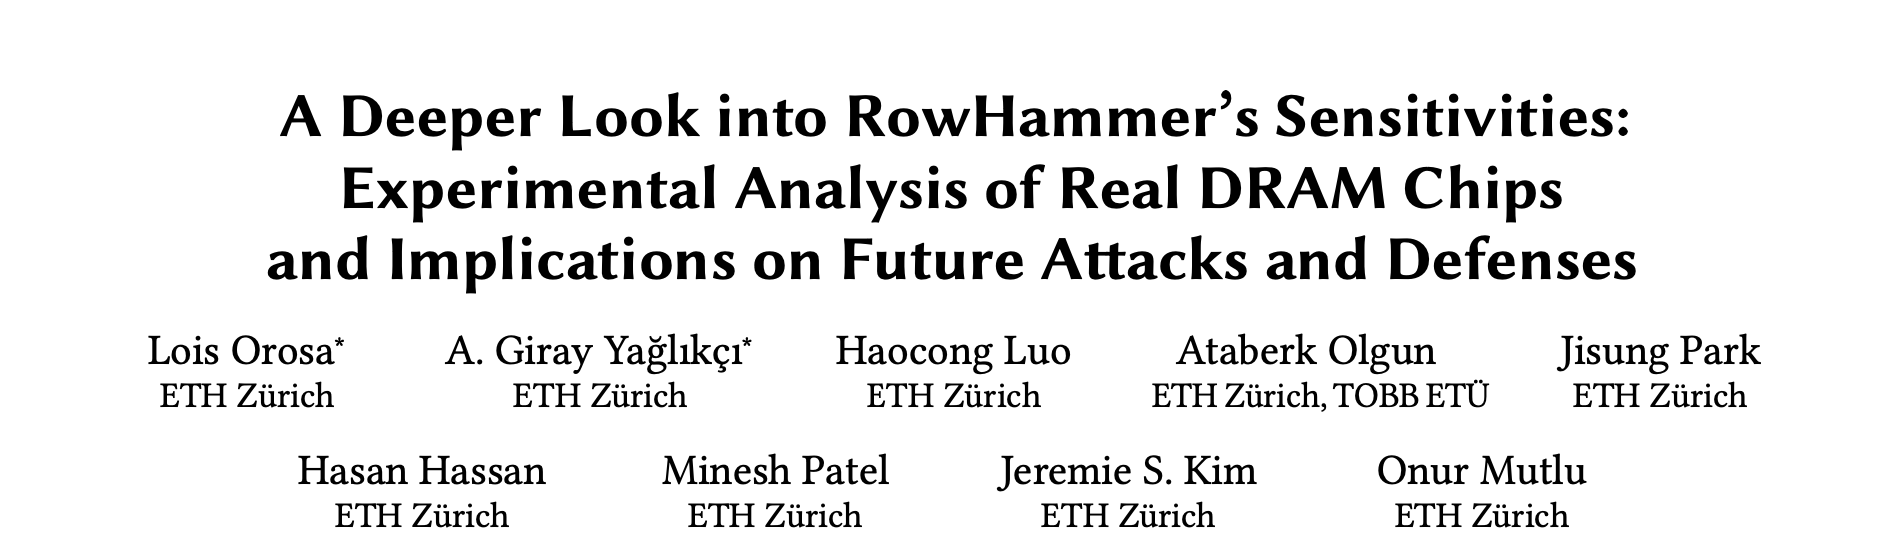 A Deeper Look into RowHammer’s Sensitivities:
Experimental Analysis of Real DRAM Chips
and Implications on Future Attacks and Defenses
Lois Orosa* A. Giray Yağlıkçı* Haocong Luo Ataberk Olgun Jisung Park
ETH Zürich ETH Zürich ETH Zürich ETH Zürich, TOBB ETÜ ETH Zürich
Hasan Hassan Minesh Patel Jeremie S. Kim Onur Mutlu
ETH Zürich ETH Zürich ETH Zürich ETH Zürich